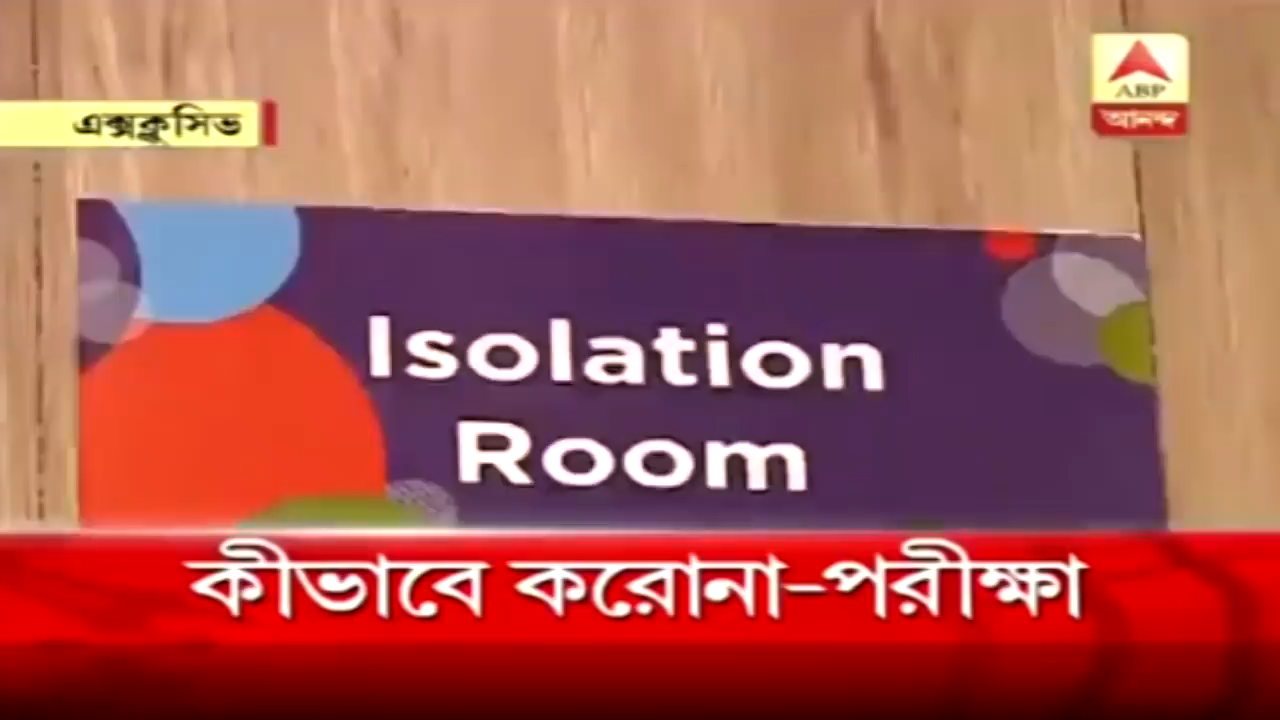 এক্সক্লুসিভ
ABP
আনন্দ
Isolation
Room
কীভাবে করোনা-পরীক্ষা